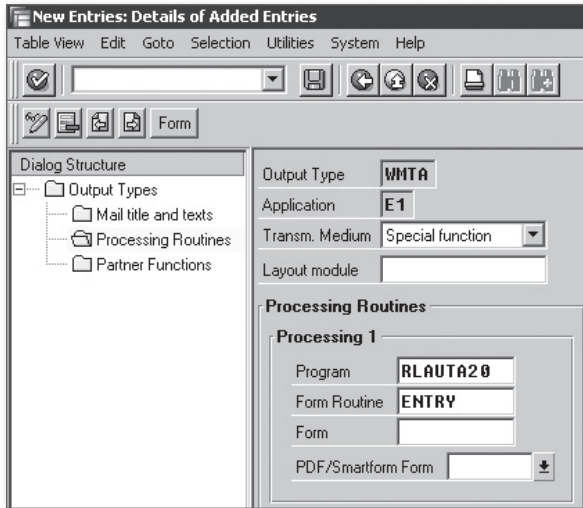 New Entries: Details of Added Entries
Table View Edit Goto Selection Utilities System Help
Form
Dialog Structure
Output Types
Mail title and texts
Processing Routines
Partner Functions
Output Type WMTA
Application E1
Transm. Medium Special function
Layout module
Processing Routines
Processing 1
Program RLAUTA20
Form Routine ENTRY
Form
PDF/Smartform Form